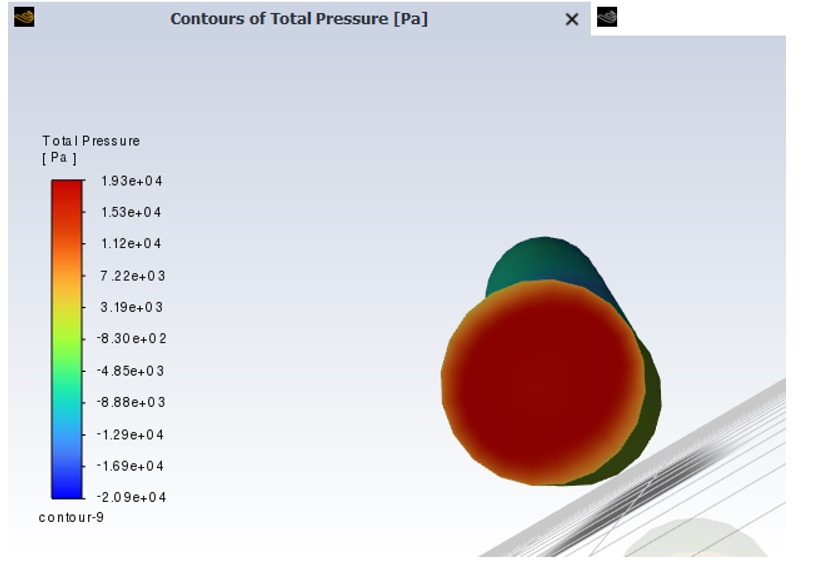 Contours of Total Pressure [Pa]
Total Pressure
[ Pa ]
1.93e+04
1.53e+04
1.12e+04
7.22e+03
3.19e+03
-8.30e+02
-4.85e+03
-8.88e+03
-1.29e+04
-1.69e+04
-2.09e+04
contour-9